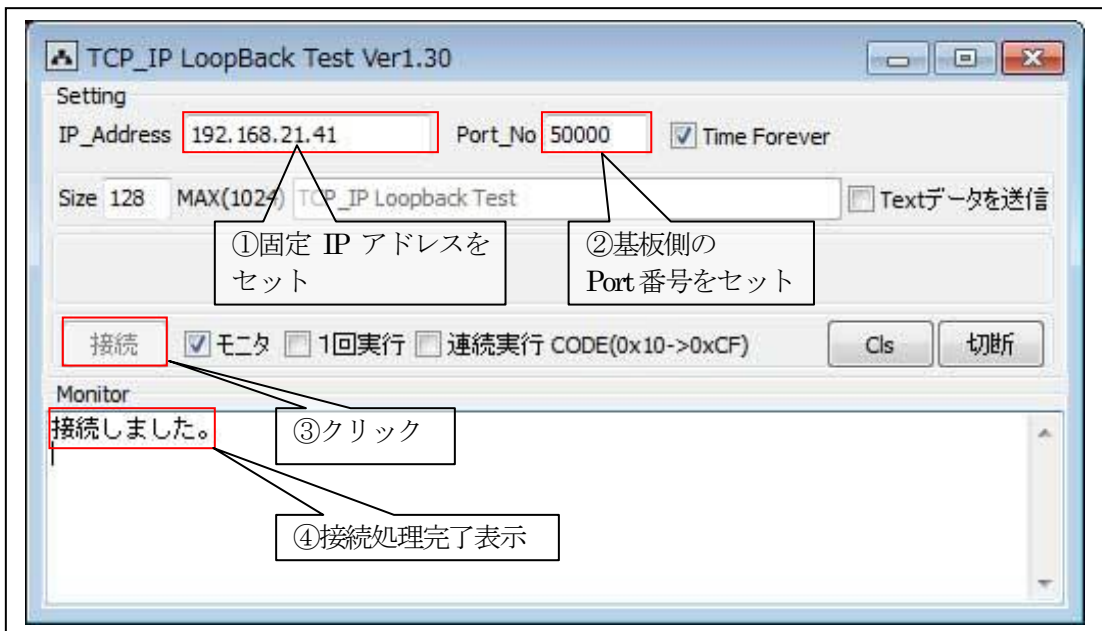 TCP_IP LoopBack Test Ver1.30
Setting
IP_Address 192.168.21.41 Port_No 50000 Time Forever
Size 128 MAX(1024) TCP_IP Loopback Test Textデータを送信
①固定 IP アドレスを
セット
②基板側の
Port 番号をセット
接続 モニタ 1回実行 連続実行 CODE(0x10->0xCF) Cls 切断
Monitor
接続しました。
③クリック
④接続処理完了表示